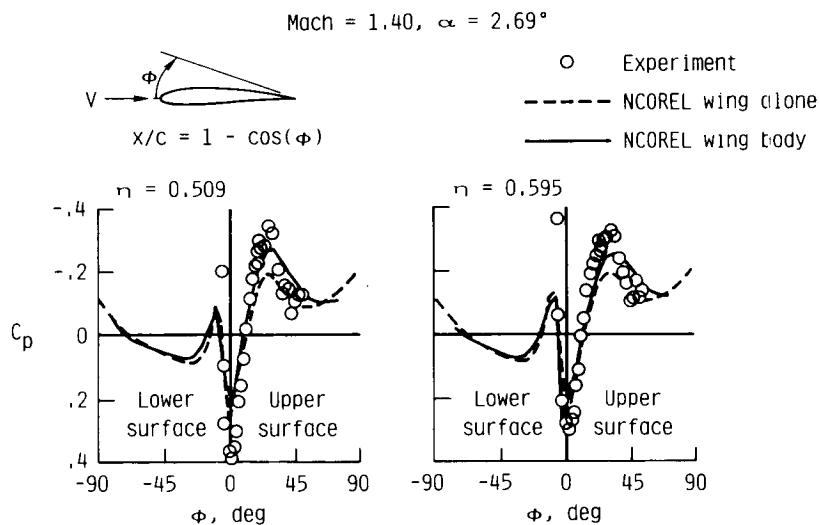 Mach = 1.40, α = 2.69°
Φ
V
x/c = 1 - cos(Φ)
Experiment
NCOREL wing alone
NCOREL wing body
η = 0.509
-.4
-.2
0
.2
.4
Cp
Lower surface
Upper surface
-90 -45 0 45 90
Φ, deg
η = 0.595
-.4
-.2
0
.2
.4
Lower surface
Upper surface
-90 -45 0 45 90
Φ, deg